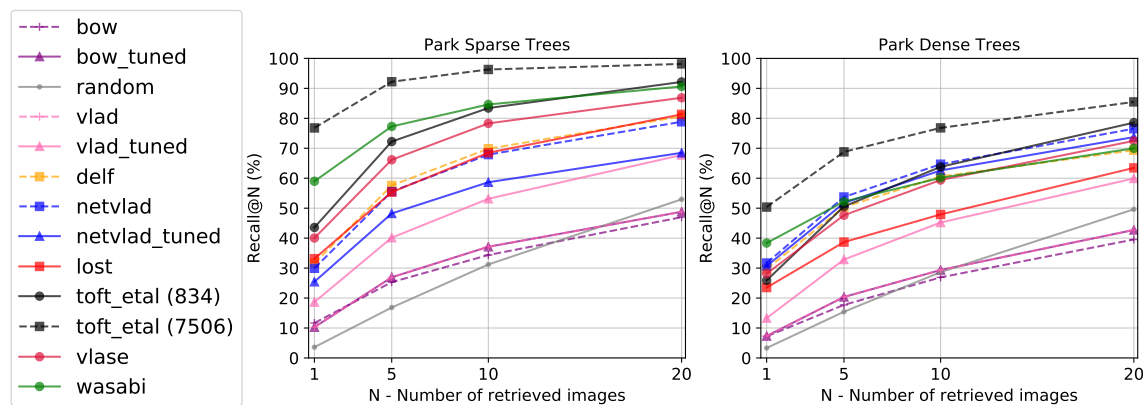 bow
bow_tuned
random
vlad
vlad_tuned
delf
netvlad
netvlad_tuned
lost
toft_etal (834)
toft_etal (7506)
vlase
wasabi
Park Sparse Trees
Recall@N (%)
100
90
80
70
60
50
40
30
20
10
0
1 5 10 20
N - Number of retrieved images
Park Dense Trees
Recall@N (%)
100
90
80
70
60
50
40
30
20
10
0
1 5 10 20
N - Number of retrieved images